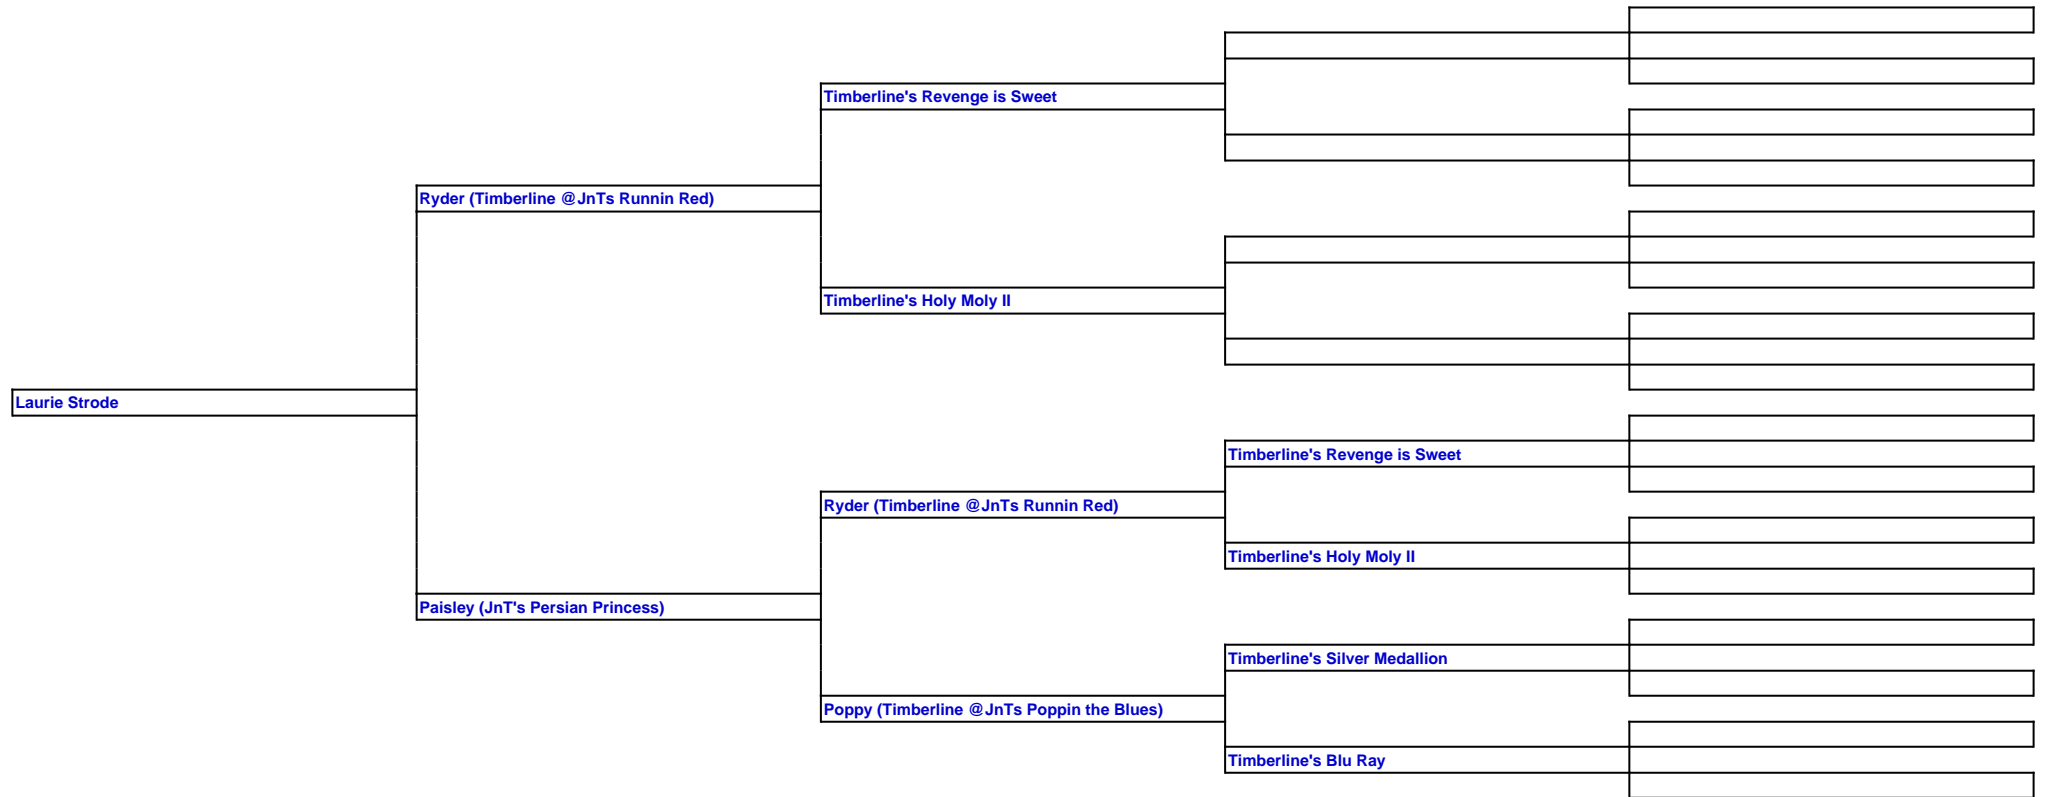 Timberline's Revenge is Sweet
Ryder (Timberline @JnTs Runnin Red)
Timberline's Holy Moly II
Laurie Strode
Timberline's Revenge is Sweet
Ryder (Timberline @JnTs Runnin Red)
Timberline's Holy Moly II
Paisley (JnT's Persian Princess)
Timberline's Silver Medallion
Poppy (Timberline @JnTs Poppin the Blues)
Timberline's Blu Ray